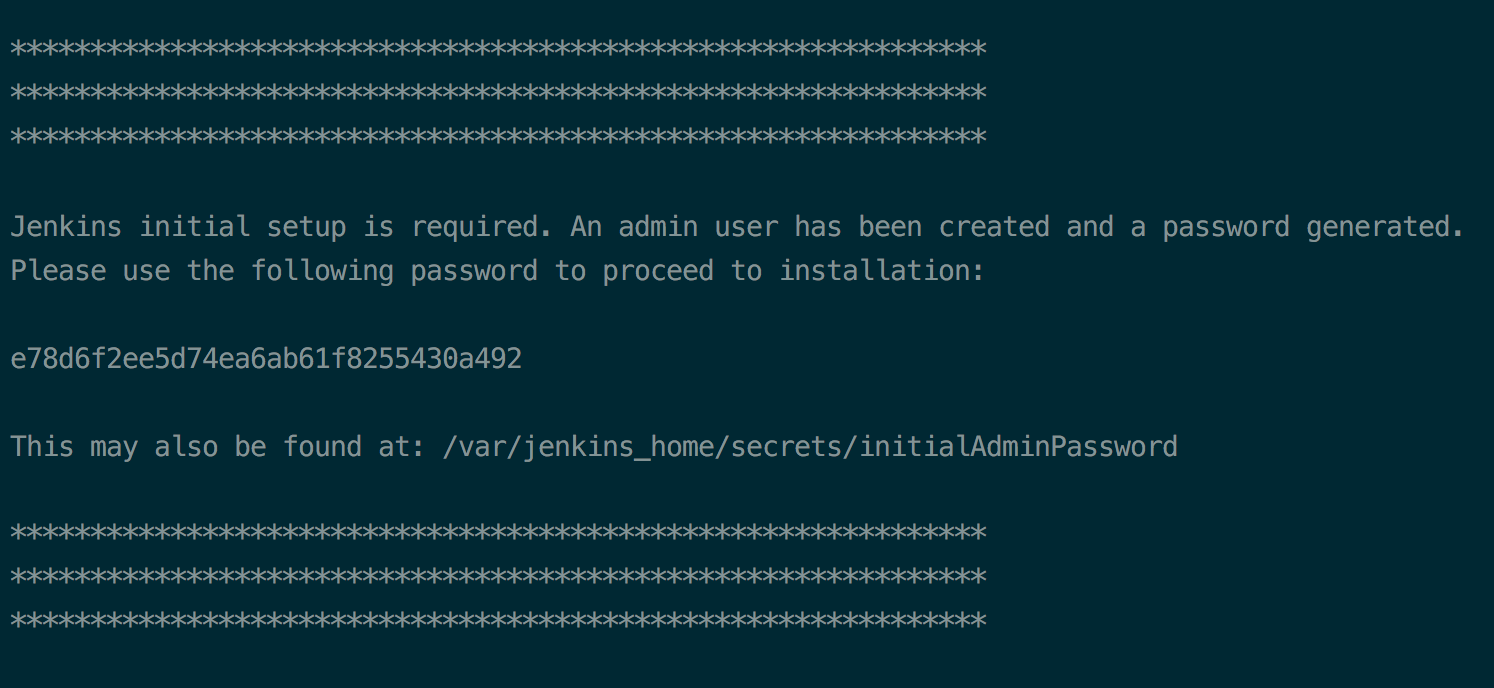 *************************************************************
*************************************************************
*************************************************************
Jenkins initial setup is required. An admin user has been created and a password generated.
Please use the following password to proceed to installation:
e78d6f2ee5d74ea6ab61f8255430a492
This may also be found at: /var/jenkins_home/secrets/initialAdminPassword
*************************************************************
*************************************************************
*************************************************************